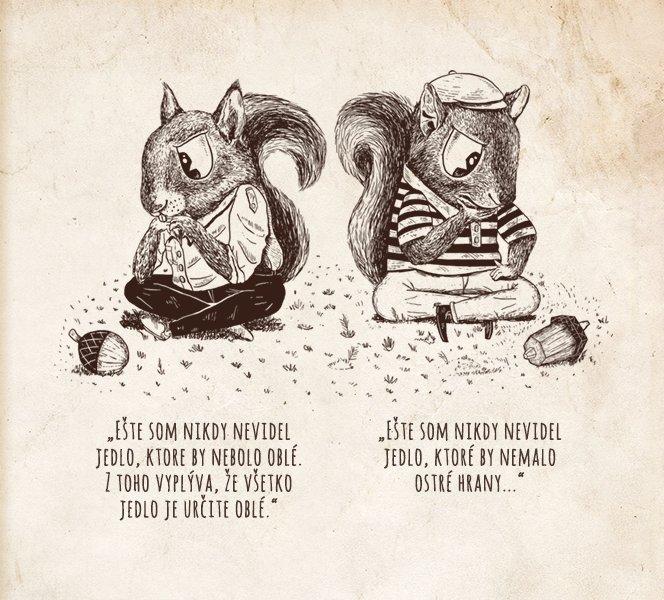 „Ešte som nikdy nevidel
jedlo, ktore by nebolo oblé.
Z toho vyplýva, že všetko
jedlo je určite oblé.“
„Ešte som nikdy nevidel
jedlo, ktoré by nemalo
ostré hrany...“